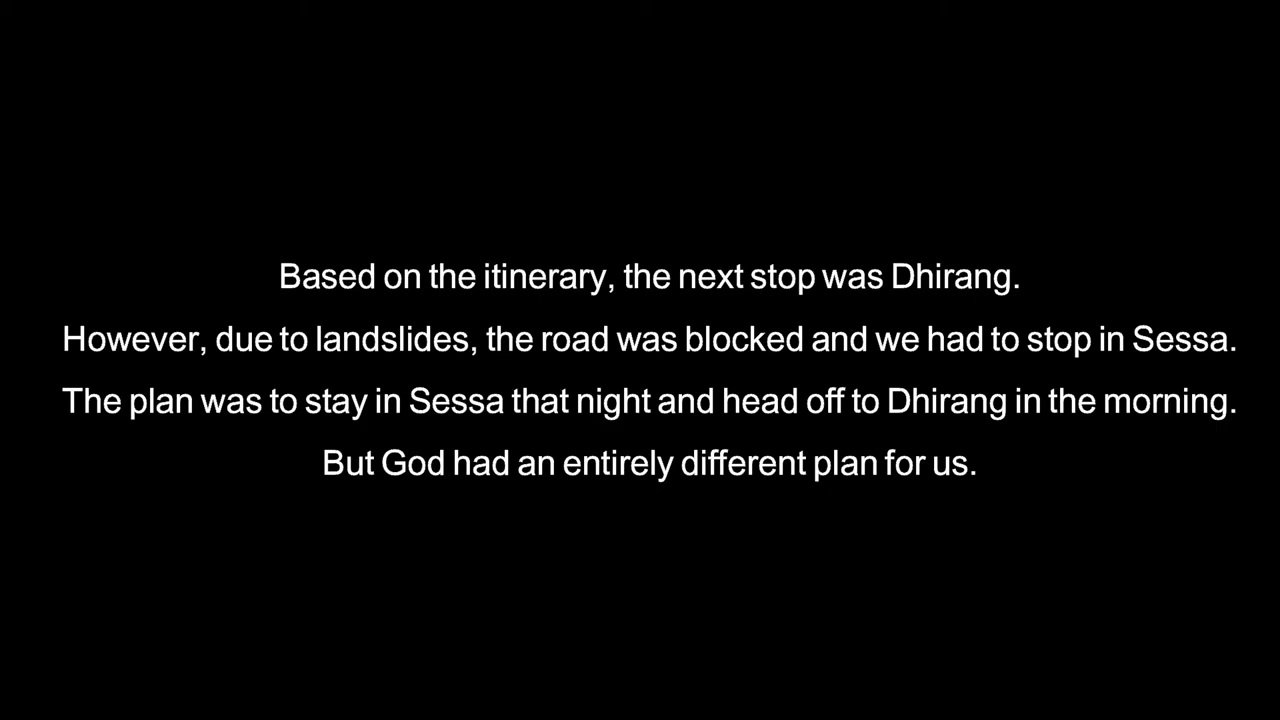 Based on the itinerary, the next stop was Dhirang.
However, due to landslides, the road was blocked and we had to stop in Sessa.
The plan was to stay in Sessa that night and head off to Dhirang in the morning.
But God had an entirely different plan for us.